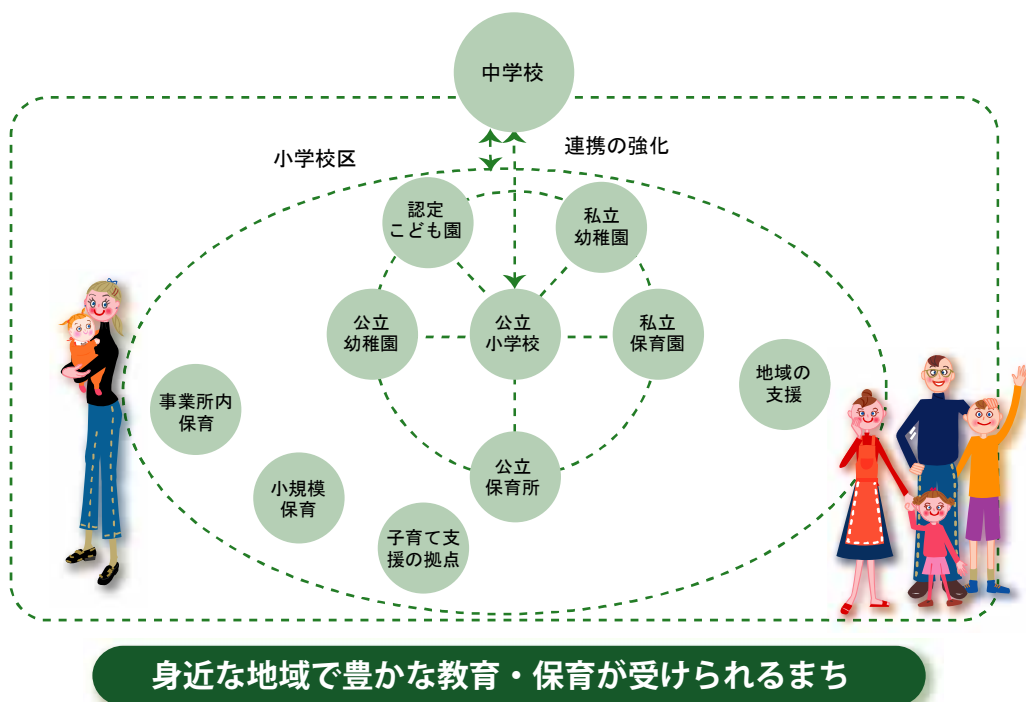 中学校
小学校区
連携の強化
認定
こども園
私立
幼稚園
公立
幼稚園
公立
小学校
私立
保育園
地域の
支援
事業所内
保育
小規模
保育
公立
保育所
子育て支
援の拠点
身近な地域で豊かな教育・保育が受けられるまち